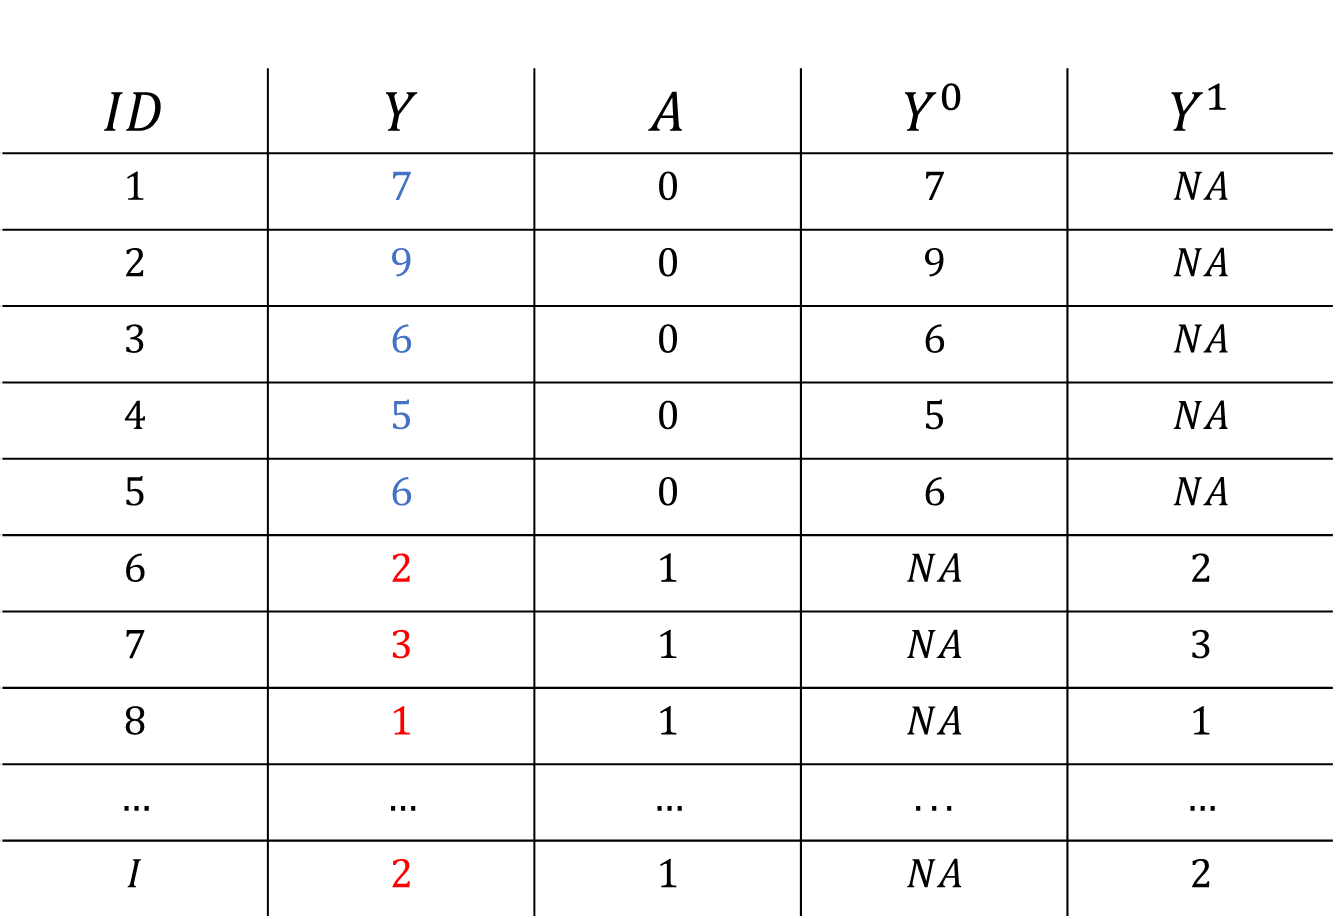 ID Y A Y⁰ Y¹
1 7 0 7 NA
2 9 0 9 NA
3 6 0 6 NA
4 5 0 5 NA
5 6 0 6 NA
6 2 1 NA 2
7 3 1 NA 3
8 1 1 NA 1
... ... ... ... ...
I 2 1 NA 2